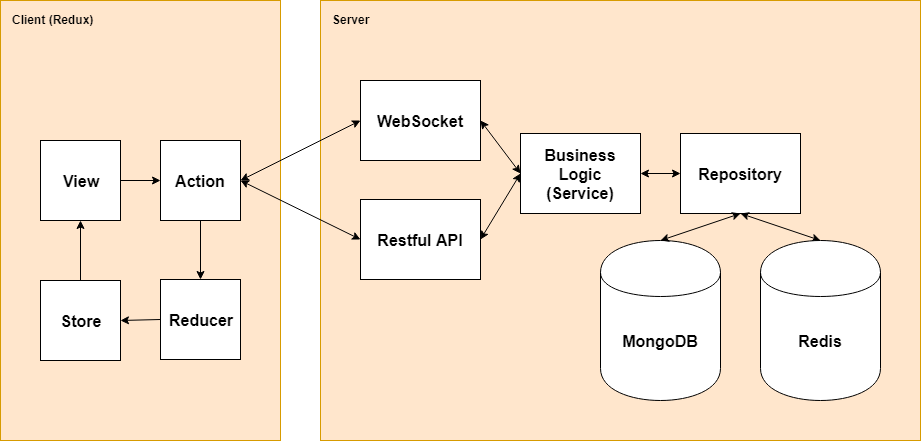 Client (Redux)
Server
WebSocket
View
Action
Business
Logic
(Service)
Repository
Restful API
Store
Reducer
MongoDB
Redis